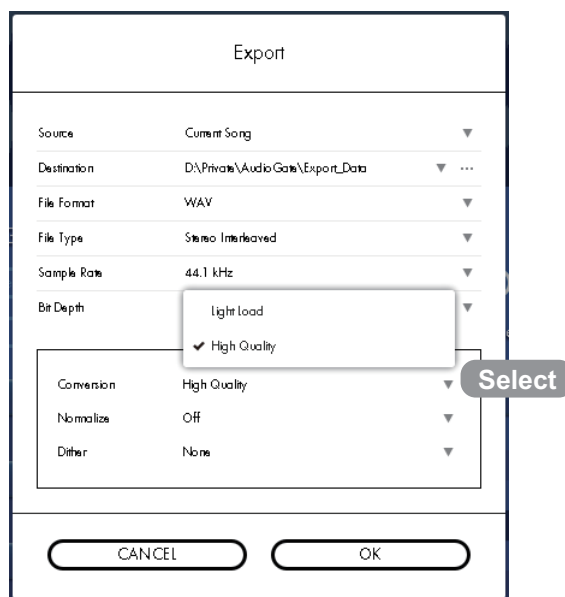 Export
Source Current Song
Destination D:\Private\AudioGate\Export_Data ...
File Format WAV
File Type Stereo Interleaved
Sample Rate 44.1 kHz
Bit Depth
Light Load
✔ High Quality
Conversion High Quality
Select
Normalize Off
Dither None
CANCEL OK